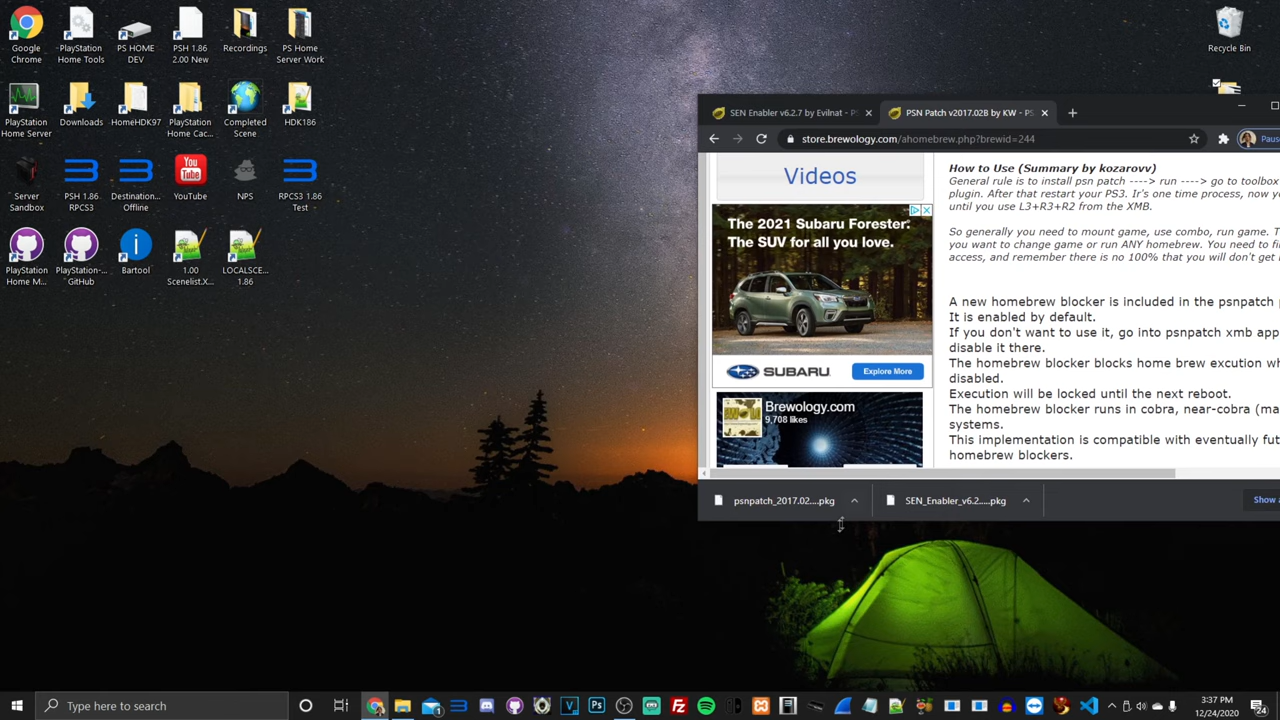 Google Chrome
PlayStation Home Tools
PS HOME DEV
PSH 1.86 2.00 New
Recordings
PS Home Server Work
Recycle Bin
PlayStation Home Server
Downloads
HomeHDK97
PlayStation Home Cac...
Completed Scene
HDK186
Server Sandbox
PSH 1.86 RPCS3
Destination... Offline
YouTube
NPS
RPCS3 1.86 Test
PlayStation Home M...
PlayStation-... GitHub
Bartool
1.00 Scenelist.X...
LOCALSCE... 1.86
SEN Enabler v6.2.7 by Evilnat - PS
PSN Patch v2017.02B by KW - PS
store.brewology.com/ahomebrew.php?brewid=244
Paus
Videos
The 2021 Subaru Forester.
The SUV for all you love.
SUBARU
Explore More
Brewology.com
9,708 likes
How to Use (Summary by kozarovv)
General rule is to install psn patch ----> run ----> go to toolbox
plugin. After that restart your PS3. Ir's one time process, now yo
until you use L3+R3+R2 from the XMB.
So generally you need to mount game, use combo, run game. T
you want to change game or run ANY homebrew. You need to fi
access, and remember there is no 100% that you will don't get
A new homebrew blocker is included in the psnpatch
It is enabled by default.
If you don't want to use it, go into psnpatch xmb app
disable it there.
The homebrew blocker blocks home brew excution wh
disabled.
Execution will be locked until the next reboot.
The homebrew blocker runs in cobra, near-cobra (ma
systems.
This implementation is compatible with eventually fut
homebrew blockers.
psnpatch_2017.02....pkg
SEN_Enabler_v6.2.....pkg
Show a
Type here to search
3:37 PM
12/24/2020
24